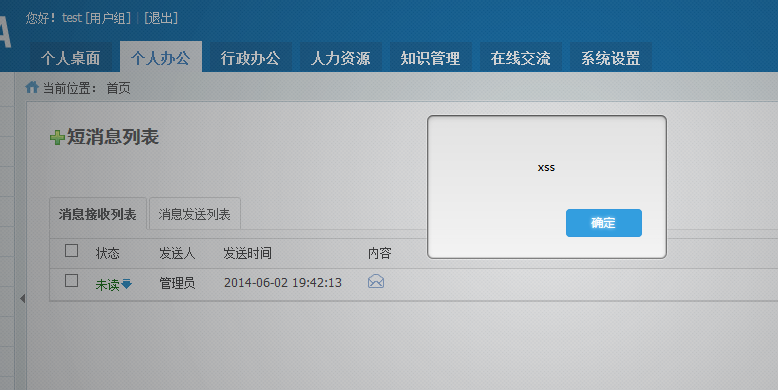 A
您好！test [用户组] | [退出]
个人桌面 个人办公 行政办公 人力资源 知识管理 在线交流 系统设置
当前位置： 首页
短消息列表
xss
确定
消息接收列表 消息发送列表
状态 发送人 发送时间 内容
未读 管理员 2014-06-02 19:42:13